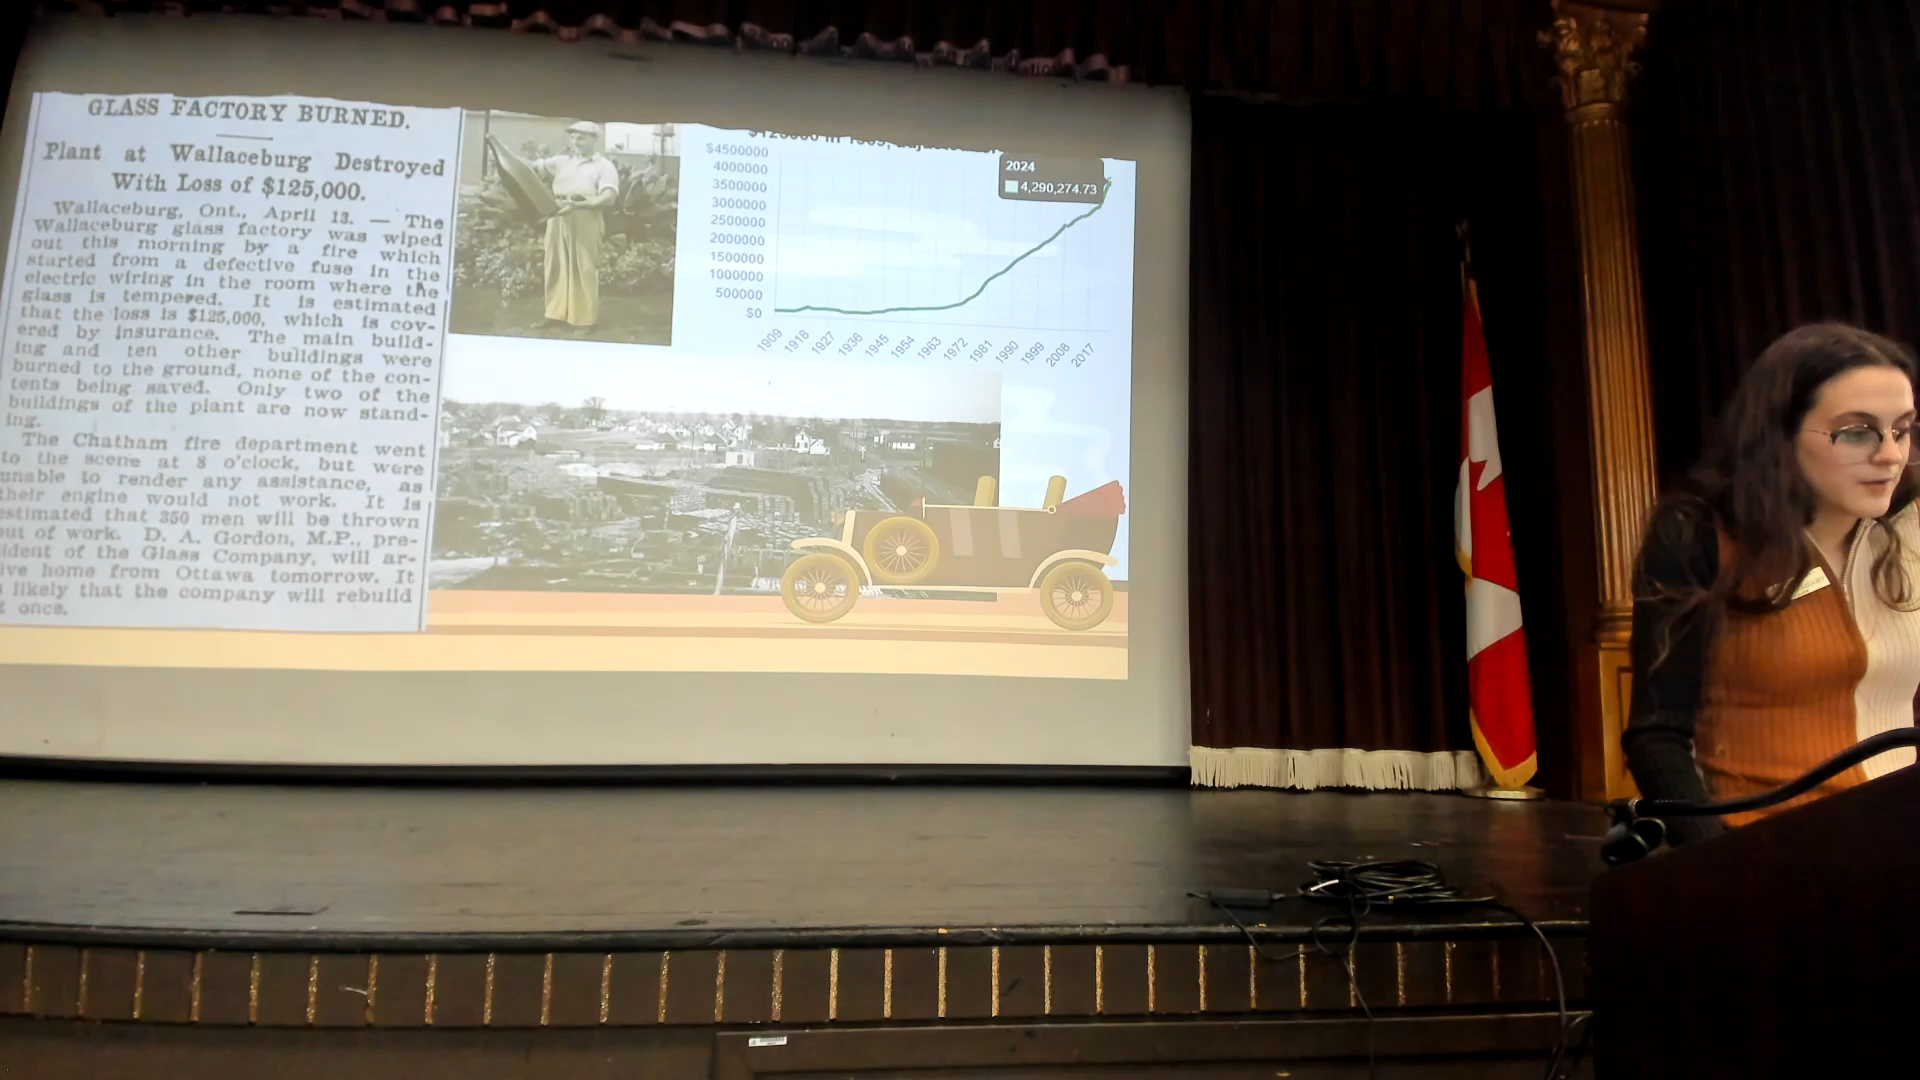 GLASS FACTORY BURNED.
Plant at Wallaceburg Destroyed
With Loss of $125,000.
Wallaceburg, Ont., April 13. — The
Wallaceburg glass factory was wiped
out this morning by a fire which
started from a defective fuse in the
electric wiring in the room where the
glass is tempered. It is estimated
that the loss is $125,000, which is cov-
ered by insurance. The main build-
ing and ten other buildings were
burned to the ground, none of the con-
tents being saved. Only two of the
buildings of the plant are now stand-
ing.
The Chatham fire department went
to the scene at 8 o'clock, but were
unable to render any assistance, as
their engine would not work. It is
estimated that 350 men will be thrown
out of work. D. A. Gordon, M.P., pre-
sident of the Glass Company, will ar-
ive home from Ottawa tomorrow. It
likely that the company will rebuild
t once.
$4500000
4000000
3500000
3000000
2500000
2000000
1500000
1000000
500000
$0
2024
4,290,274.73
1909
1918
1927
1936
1945
1954
1963
1972
1981
1990
1999
2008
2017